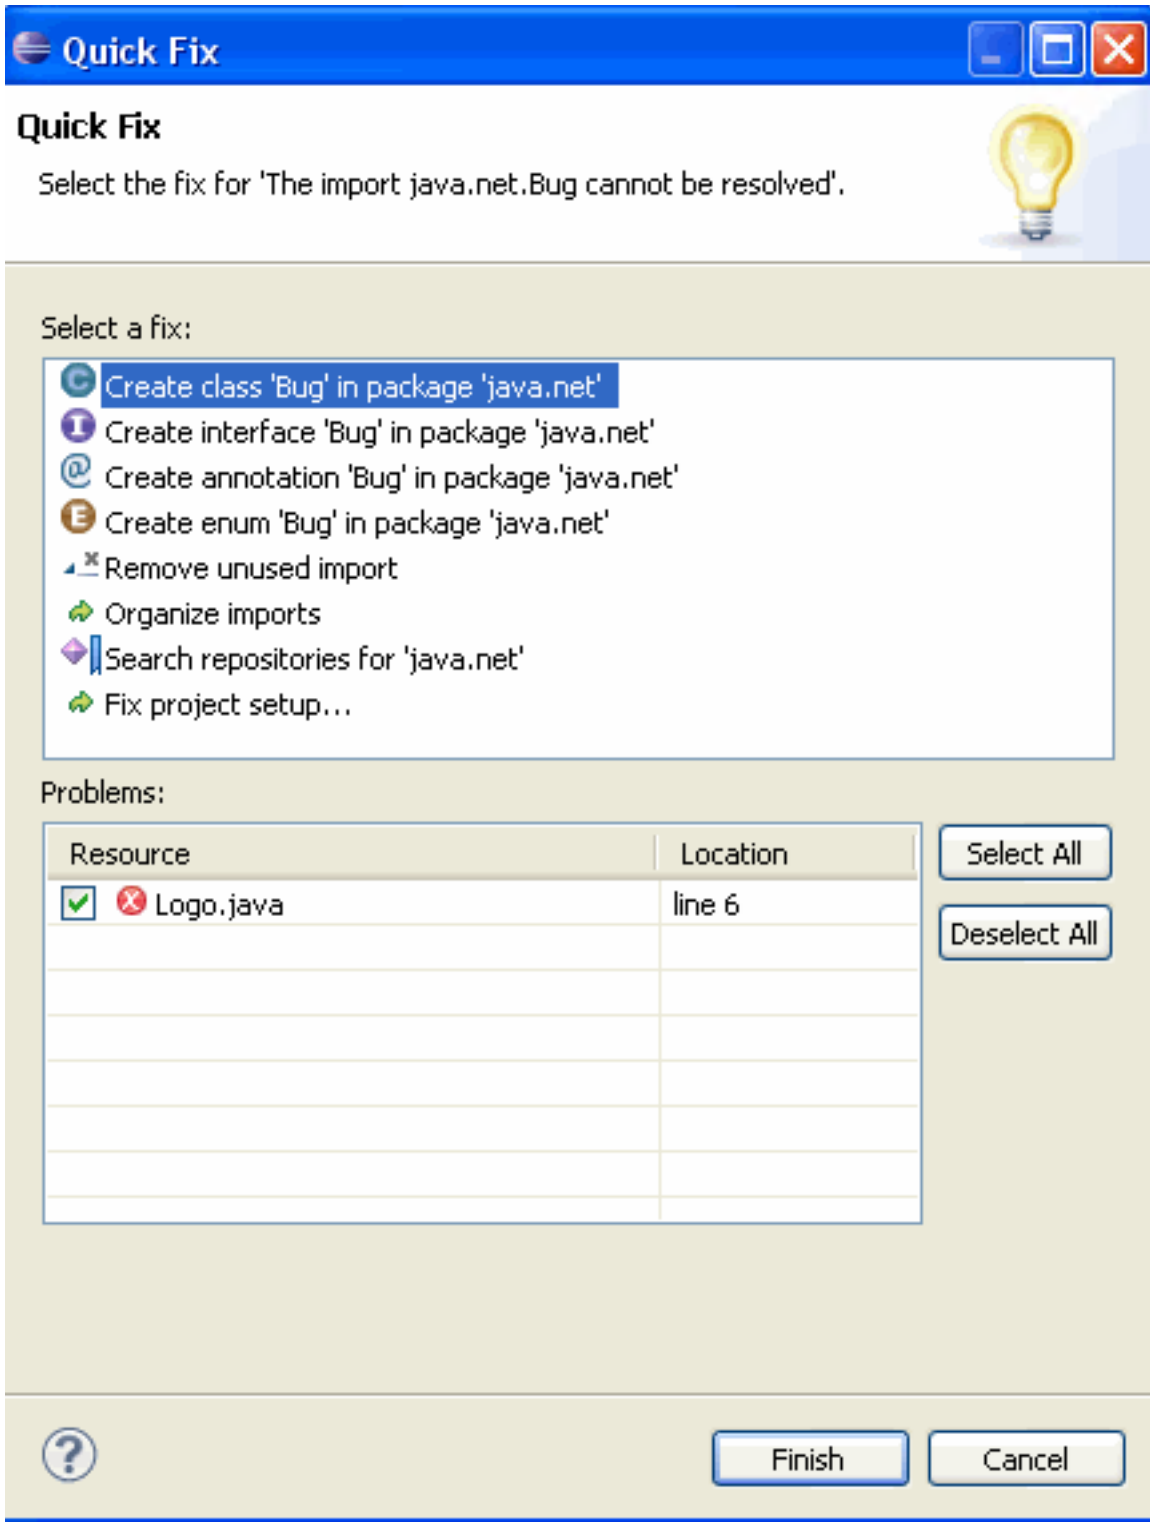 Quick Fix
Quick Fix
Select the fix for 'The import java.net.Bug cannot be resolved'.
Select a fix:
C Create class 'Bug' in package 'java.net'
I Create interface 'Bug' in package 'java.net'
@ Create annotation 'Bug' in package 'java.net'
E Create enum 'Bug' in package 'java.net'
Remove unused import
Organize imports
Search repositories for 'java.net'
Fix project setup...
Problems:
Resource Location
Logo.java line 6
Select All
Deselect All
? Finish Cancel